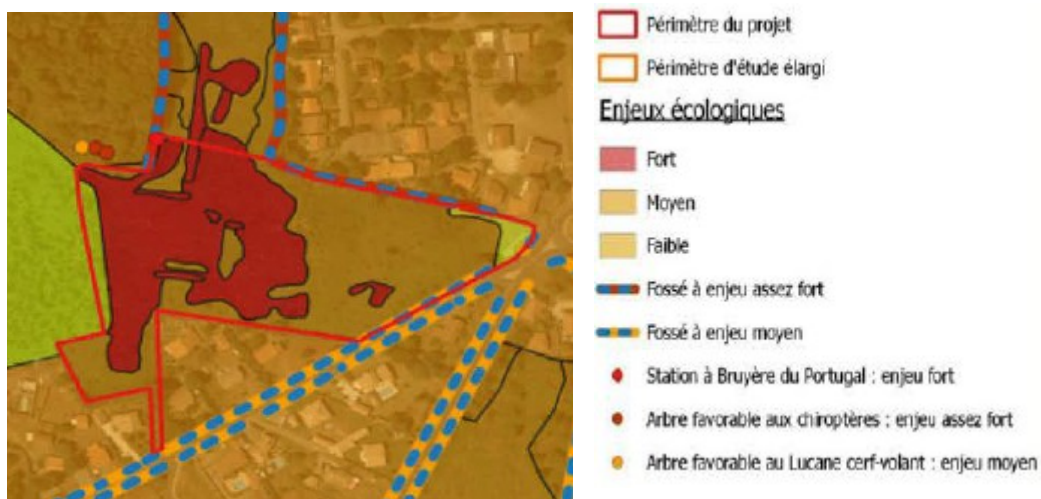 Périmètre du projet
Périmètre d'étude élargi
Enjeux écologiques
Fort
Moyen
Faible
Fossé à enjeu assez fort
Fossé à enjeu moyen
Station à Bruyère du Portugal : enjeu fort
Arbre favorable aux chiroptères : enjeu assez fort
Arbre favorable au Lucane cerf-volant : enjeu moyen